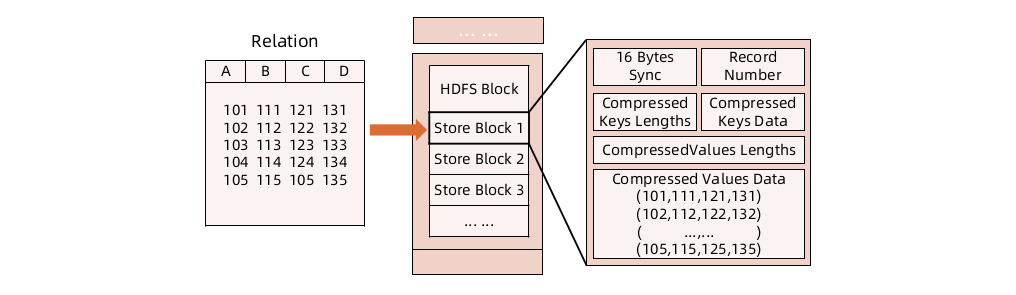 Relation
A B C D
101 111 121 131
102 112 122 132
103 113 123 133
104 114 124 134
105 115 105 135
... ...
HDFS Block
Store Block 1
Store Block 2
Store Block 3
... ...
16 Bytes
Sync
Record
Number
Compressed
Keys Lengths
Compressed
Keys Data
CompressedValues Lengths
Compressed Values Data
(101,111,121,131)
(102,112,122,132)
( ...,... )
(105,115,125,135)